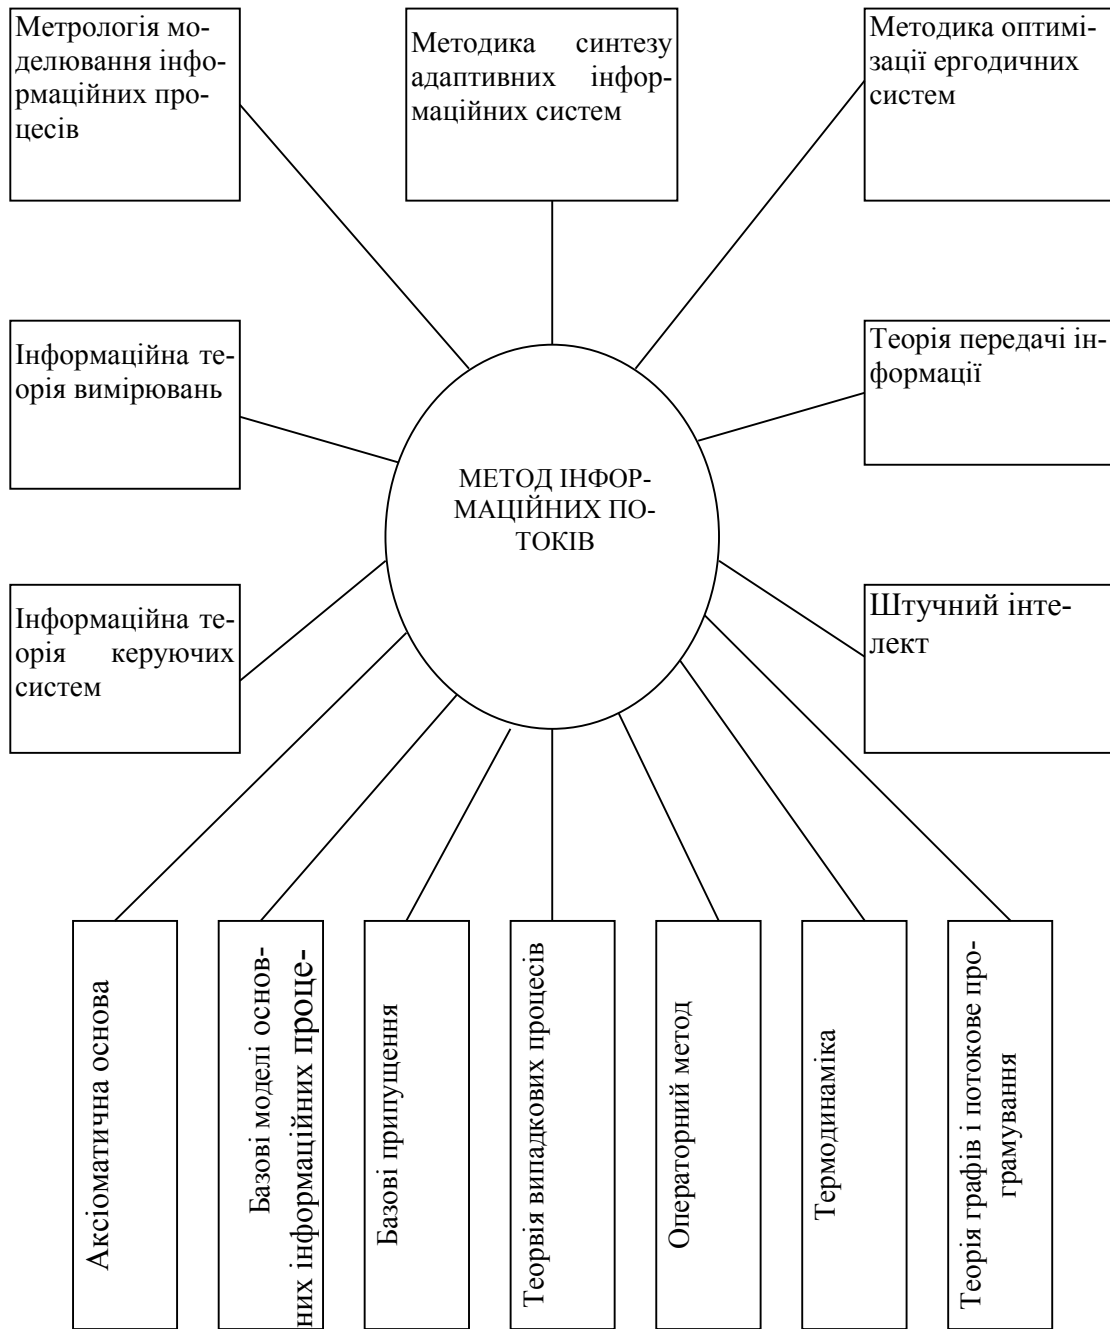 Метрологія мо-
делювання інфо-
рмаційних про-
цесів
Методика синтезу
адаптивних інфор-
маційних систем
Методика оптимі-
зації ергодичних
систем
Інформаційна те-
орія вимірювань
Теорія передачі ін-
формації
МЕТОД ІНФОР-
МАЦІЙНИХ ПО-
ТОКІВ
Інформаційна те-
орія керуючих
систем
Штучний інте-
лект
Аксіоматична основа
Базові моделі основ-
них інформаційних проце-
Базові припущення
Теорвія випадкових процесів
Операторний метод
Термодинаміка
Теорія графів і потокове про-
грамування